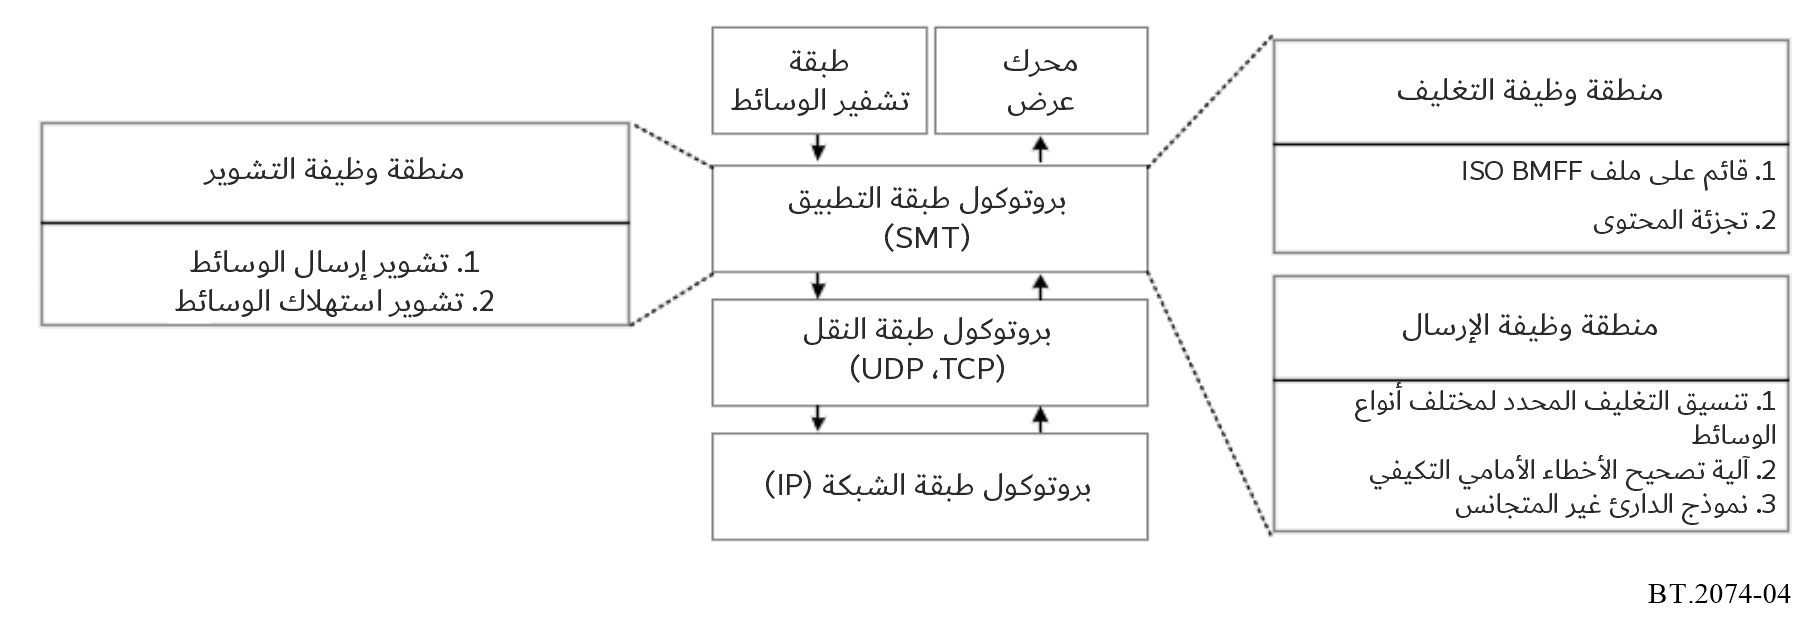 طبقة
تشفير الوسائط
محرك
عرض
منطقة وظيفة التغليف
1. قائم على ملف ISO BMFF
2. تجزئة المحتوى
منطقة وظيفة التشوير
1. تشوير إرسال الوسائط
2. تشوير استهلاك الوسائط
بروتوكول طبقة التطبيق
(SMT)
بروتوكول طبقة النقل
(UDP ،TCP)
بروتوكول طبقة الشبكة (IP)
منطقة وظيفة الإرسال
1. تنسيق التغليف المحدد لمختلف أنواع
الوسائط
2. آلية تصحيح الأخطاء الأمامي التكيفي
3. نموذج الدارئ غير المتجانس
BT.2074-04